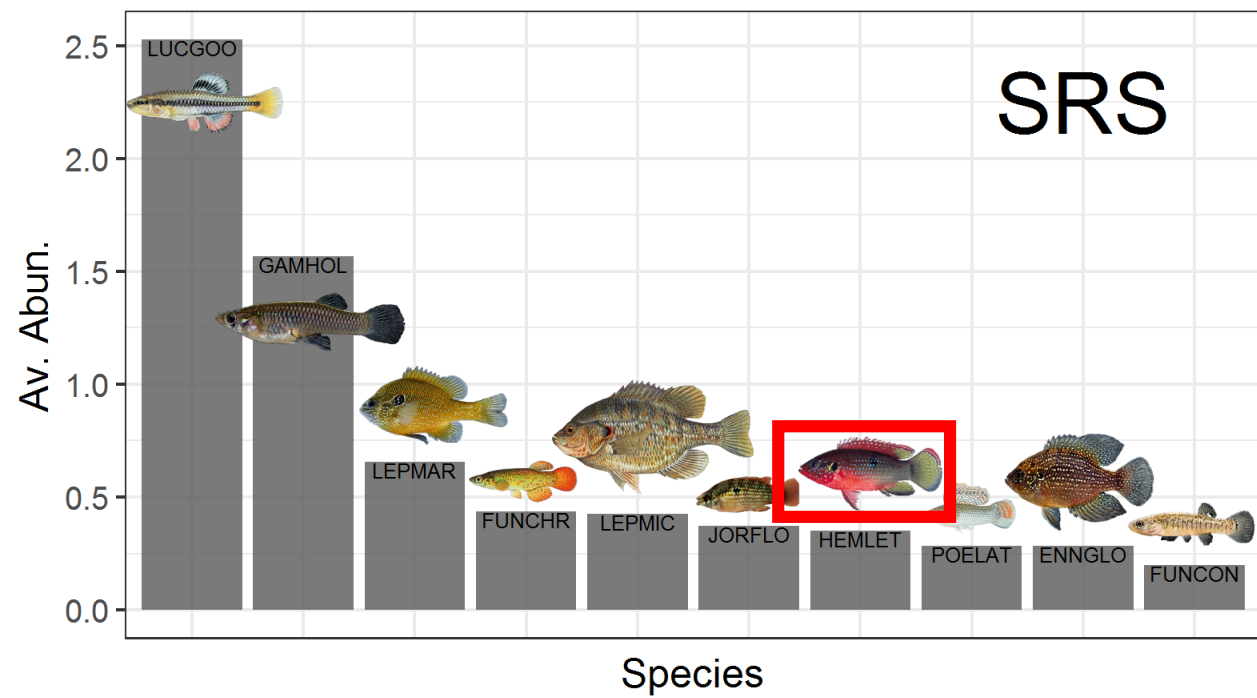 SRS
Av. Abun.
2.5
2.0
1.5
1.0
0.5
0.0
LUCGOO
GAMHOL
LEPMAR
FUNCHR
LEPMIC
JORFLO
HEMLET
POELAT
ENNGLO
FUNCON
Species